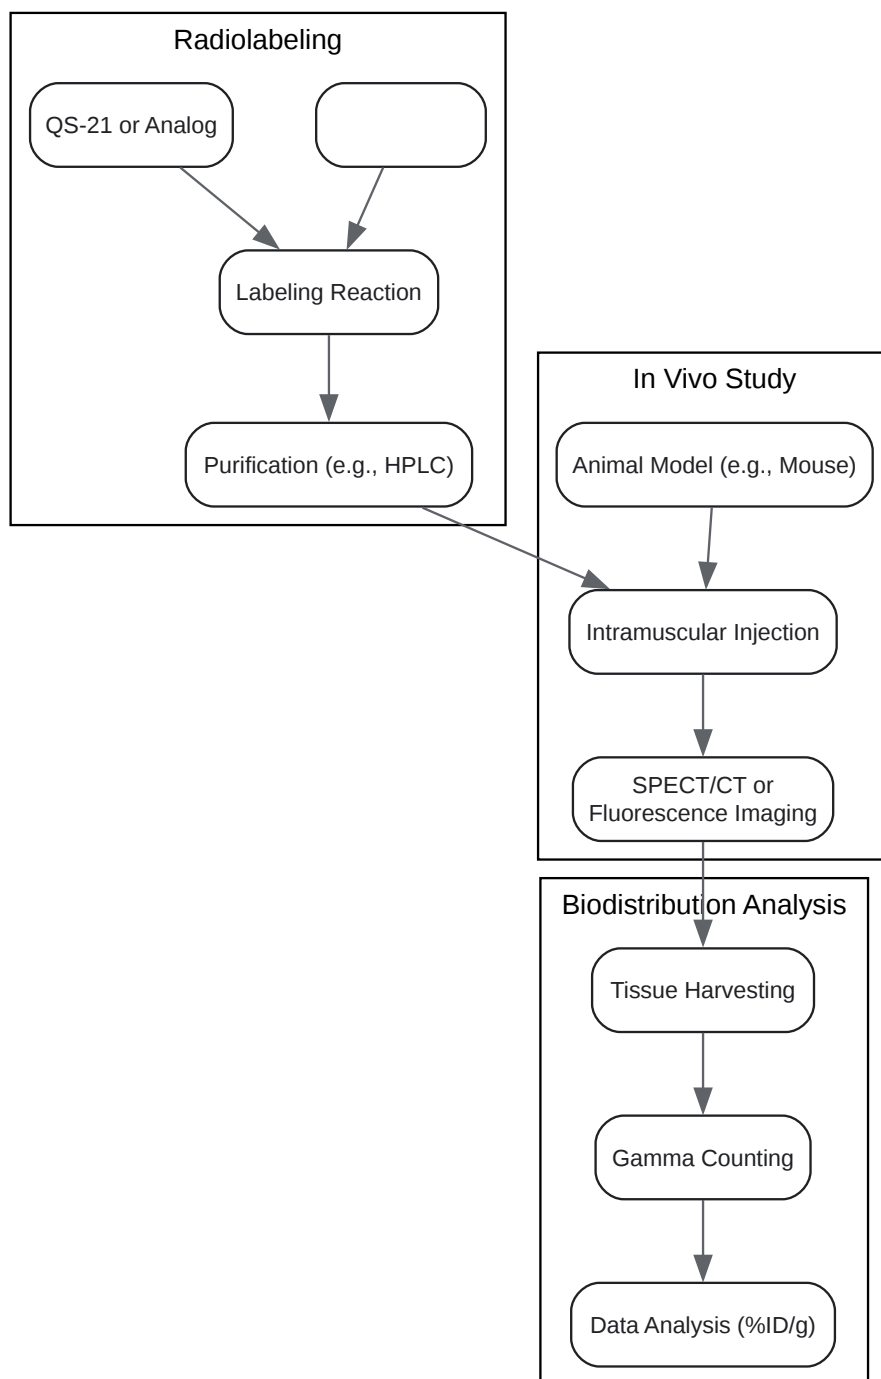 Radiolabeling
QS-21 or Analog
Labeling Reaction
Purification (e.g., HPLC)
In Vivo Study
Animal Model (e.g., Mouse)
Intramuscular Injection
SPECT/CT or
Fluorescence Imaging
Biodistribution Analysis
Tissue Harvesting
Gamma Counting
Data Analysis (%ID/g)